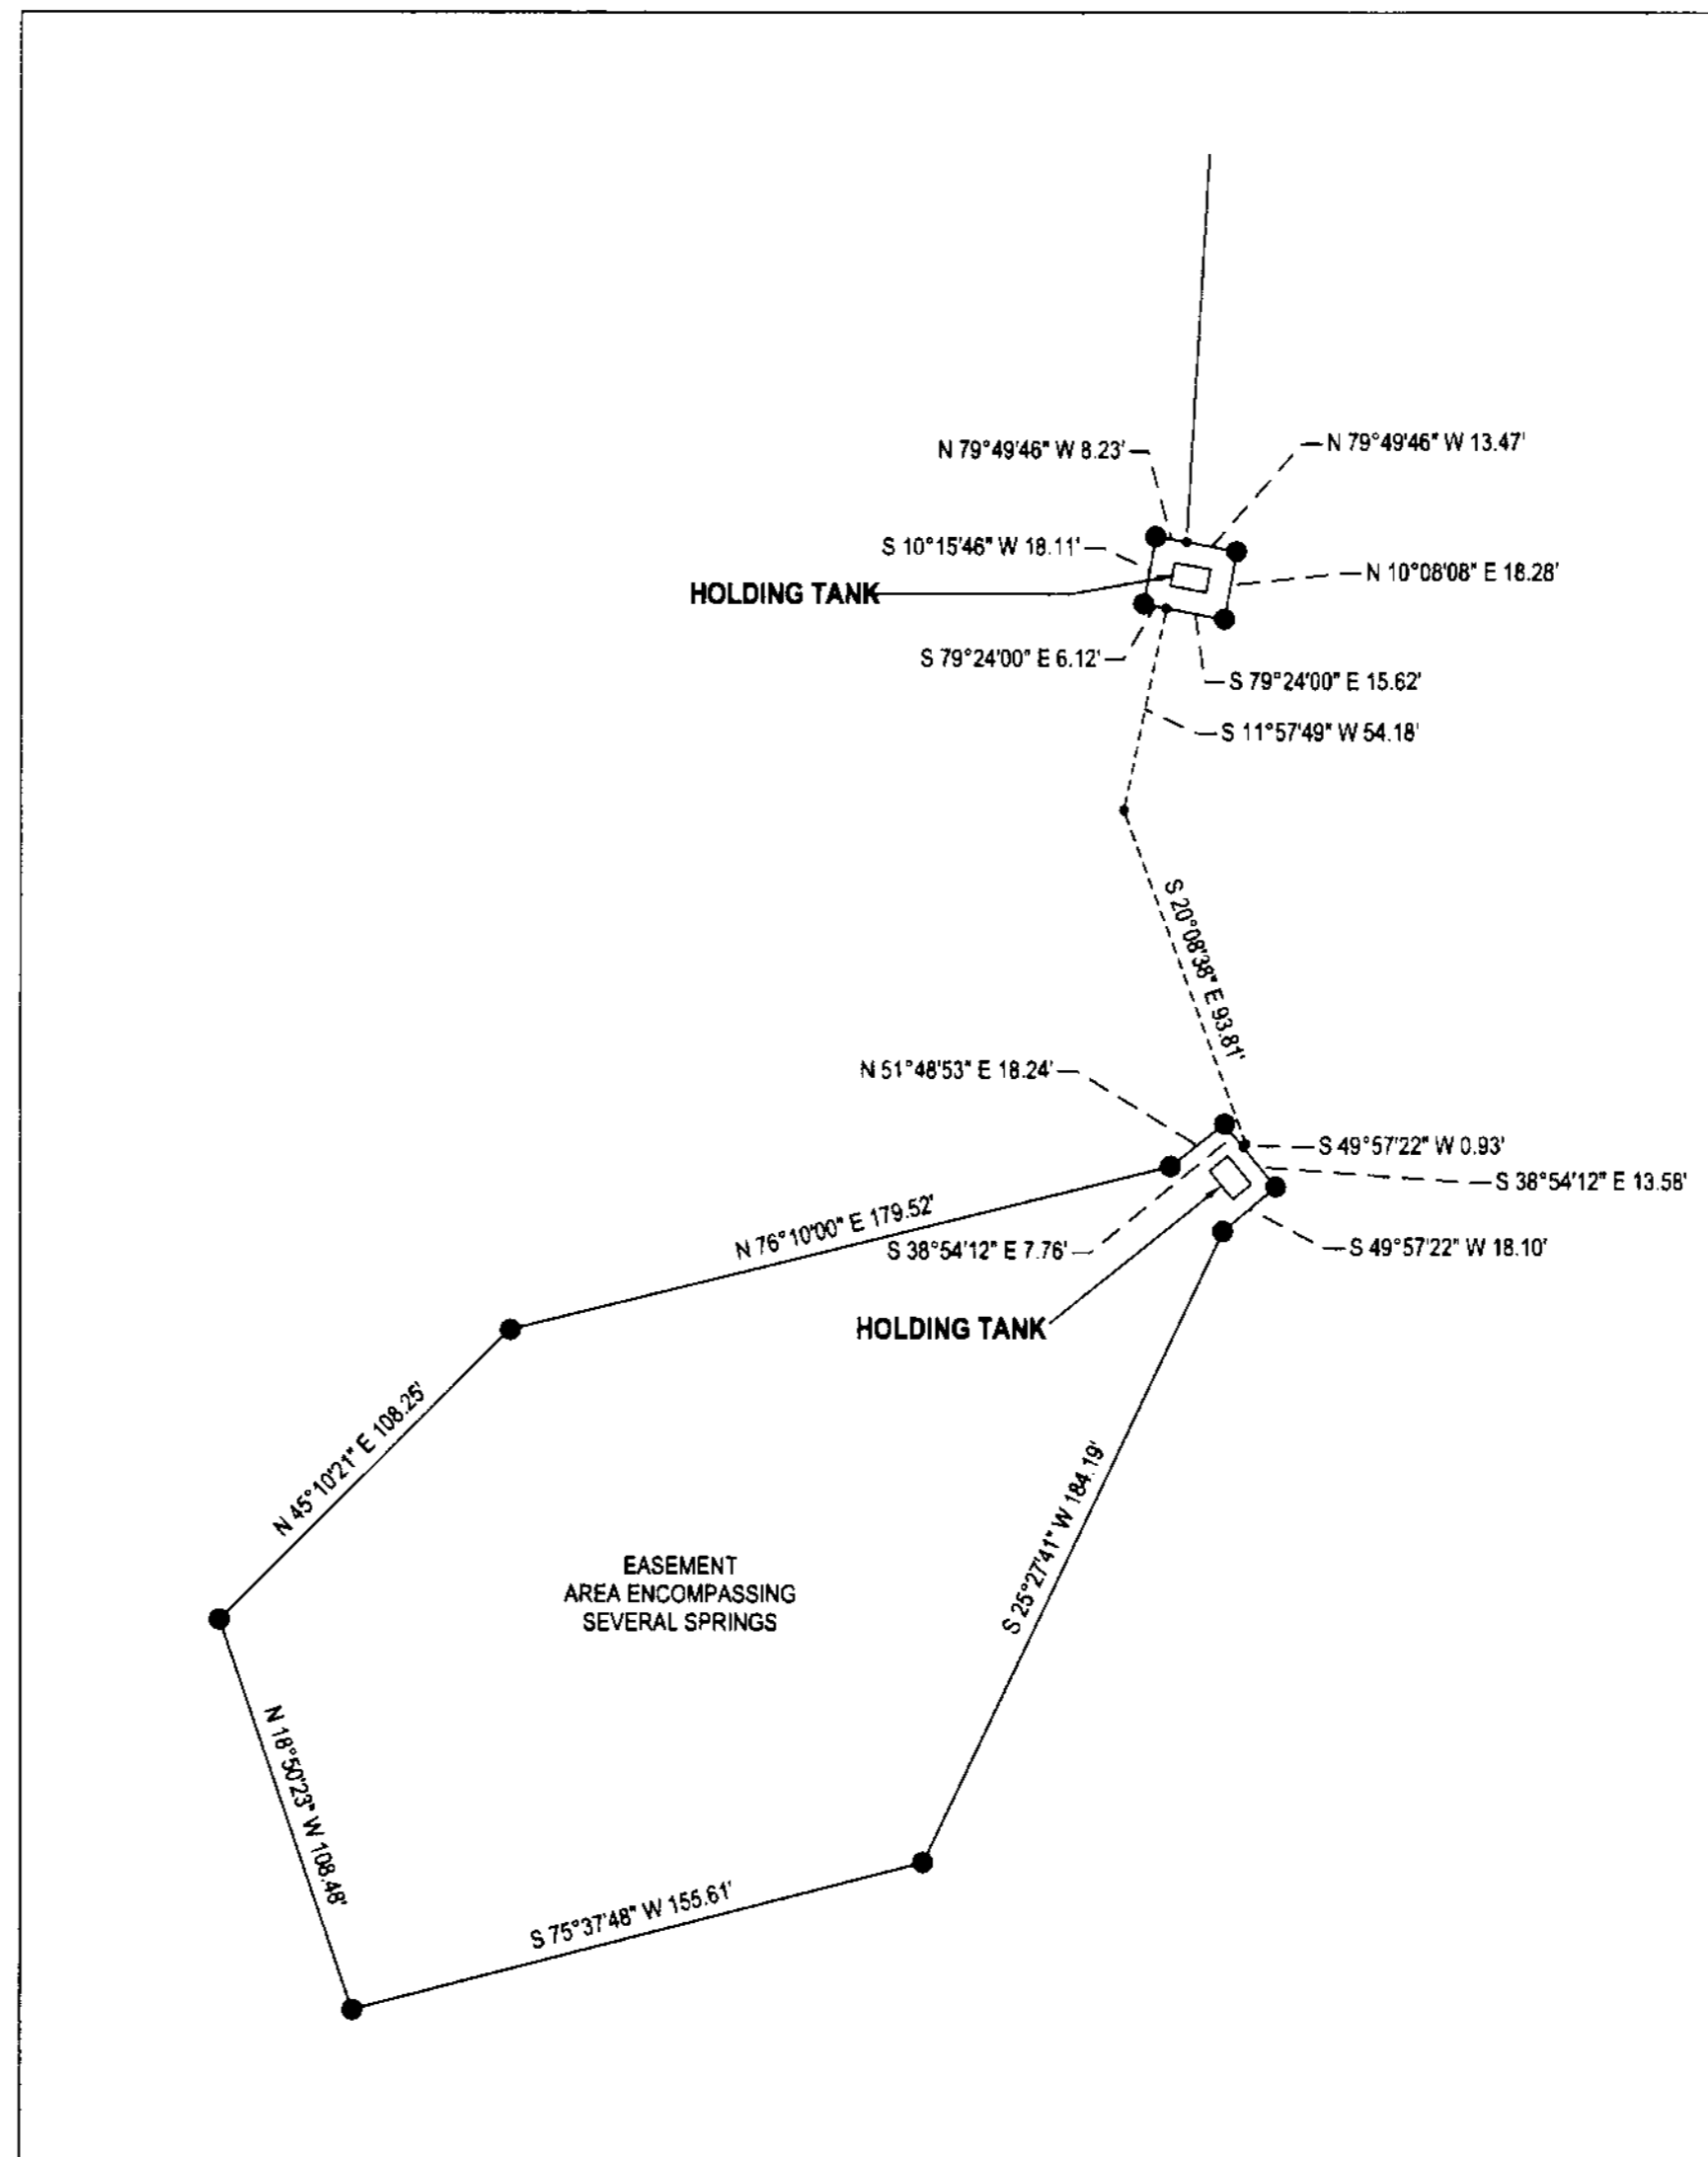 N 79°49'46" W 8.23'
N 79°49'46" W 13.47'
S 10°15'46" W 18.11'
N 10°08'08" E 18.28'
HOLDING TANK
S 79°24'00" E 6.12'
S 79°24'00" E 15.62'
S 11°57'49" W 54.18'
S 20°08'38" E 93.81'
N 51°48'53" E 18.24'
S 49°57'22" W 0.93'
S 38°54'12" E 13.58'
N 76°10'00" E 179.52'
S 38°54'12" E 7.76'
S 49°57'22" W 18.10'
HOLDING TANK
N 45°10'21" E 108.25'
S 25°27'41" W 184.19'
EASEMENT
AREA ENCOMPASSING
SEVERAL SPRINGS
N 18°50'23" W 108.48'
S 75°37'48" W 155.61'